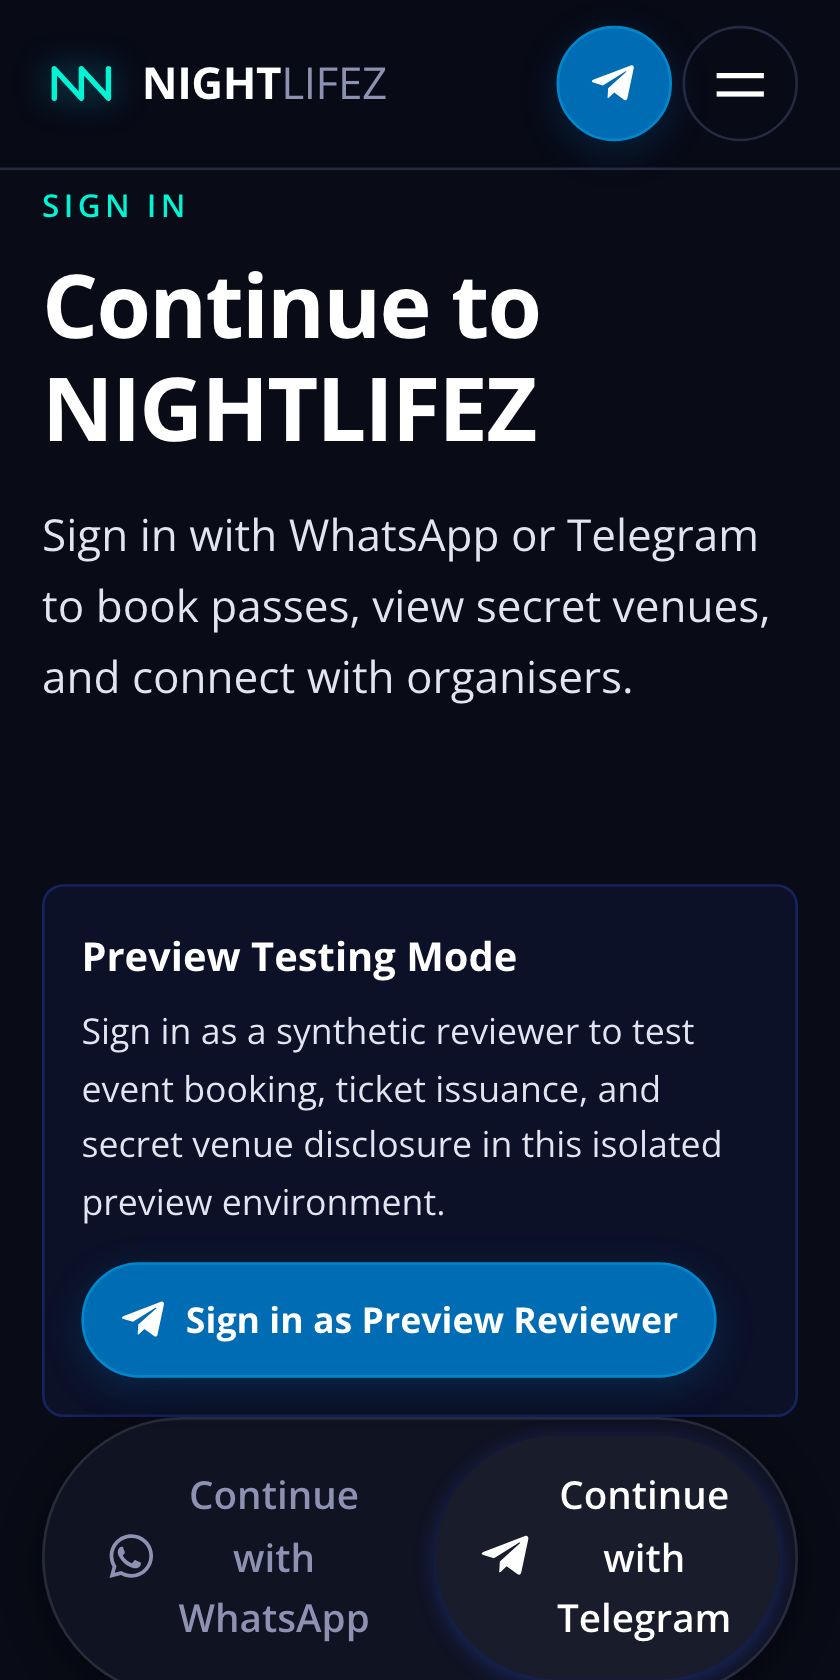 NIGHTLIFEZ
SIGN IN
Continue to
NIGHTLIFEZ
Sign in with WhatsApp or Telegram
to book passes, view secret venues,
and connect with organisers.
Preview Testing Mode
Sign in as a synthetic reviewer to test
event booking, ticket issuance, and
secret venue disclosure in this isolated
preview environment.
Sign in as Preview Reviewer
Continue
with
WhatsApp
Continue
with
Telegram